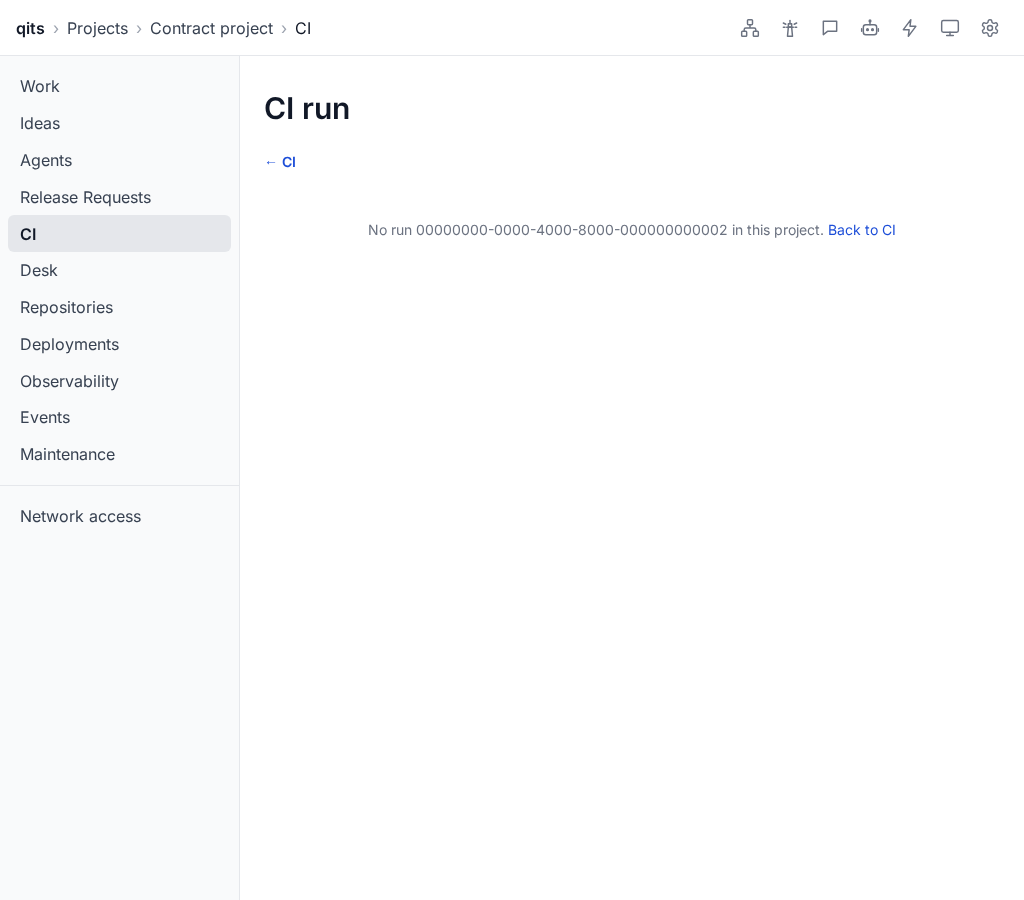 qits › Projects › Contract project › CI
Work
Ideas
Agents
Release Requests
CI
Desk
Repositories
Deployments
Observability
Events
Maintenance
Network access
CI run
← CI
No run 00000000-0000-4000-8000-000000000002 in this project. Back to CI